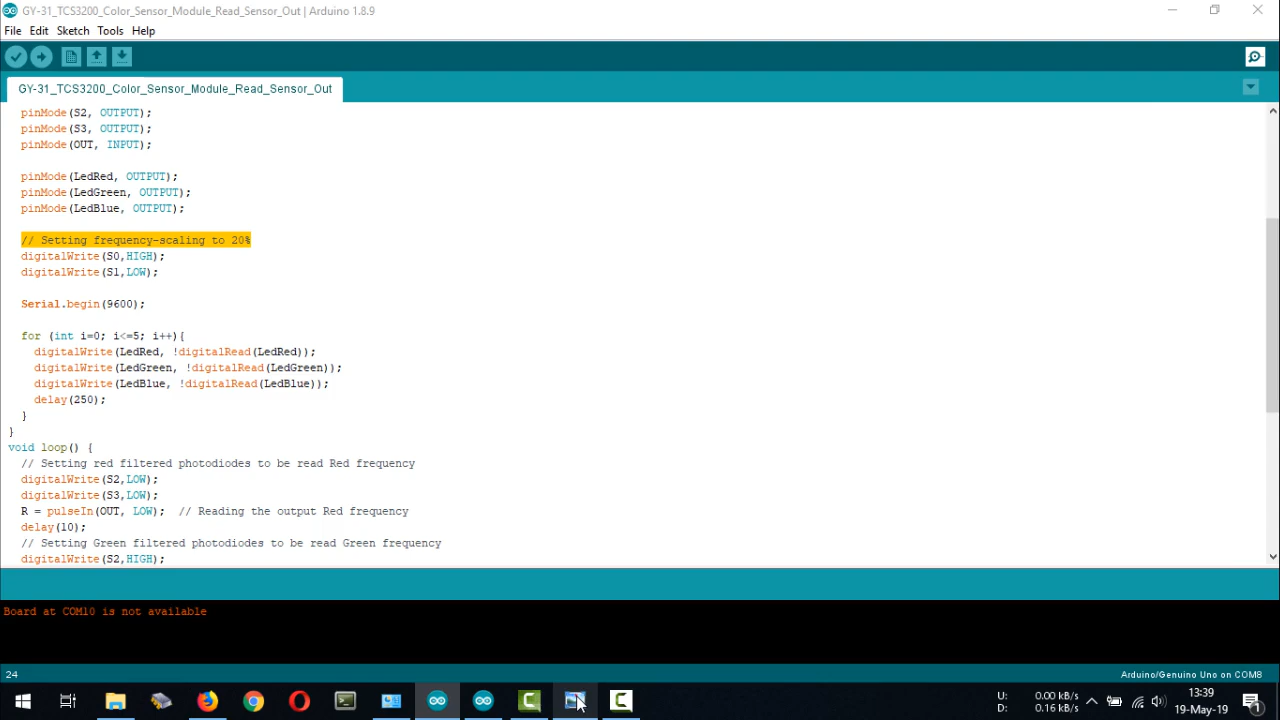 GY-31_TCS3200_Color_Sensor_Module_Read_Sensor_Out | Arduino 1.8.9
File Edit Sketch Tools Help
GY-31_TCS3200_Color_Sensor_Module_Read_Sensor_Out
pinMode(S2, OUTPUT);
pinMode(S3, OUTPUT);
pinMode(OUT, INPUT);
pinMode(LedRed, OUTPUT);
pinMode(LedGreen, OUTPUT);
pinMode(LedBlue, OUTPUT);
// Setting frequency-scaling to 20%
digitalWrite(S0,HIGH);
digitalWrite(S1,LOW);
Serial.begin(9600);
for (int i=0; i<=5; i++){
digitalWrite(LedRed, !digitalRead(LedRed));
digitalWrite(LedGreen, !digitalRead(LedGreen));
digitalWrite(LedBlue, !digitalRead(LedBlue));
delay(250);
}
}
void loop() {
// Setting red filtered photodiodes to be read Red frequency
digitalWrite(S2,LOW);
digitalWrite(S3,LOW);
R = pulseIn(OUT, LOW);  // Reading the output Red frequency
delay(10);
// Setting Green filtered photodiodes to be read Green frequency
digitalWrite(S2,HIGH);
Board at COM10 is not available
24 Arduino/Genuino Uno on COM8
U: 0.00 kB/s 13:39
D: 0.16 kB/s 19-May-19 1